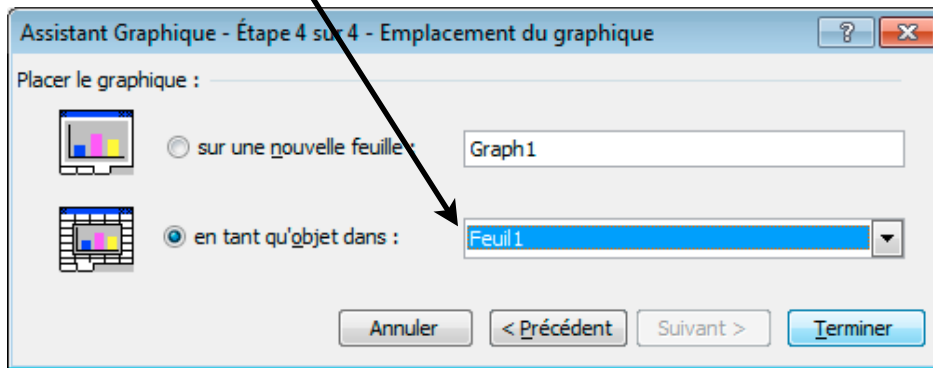 Assistant Graphique - Étape 4 sur 4 - Emplacement du graphique
Placer le graphique :
sur une nouvelle feuille : Graph1
en tant qu'objet dans : Feuil1
Annuler < Précédent Suivant > Terminer